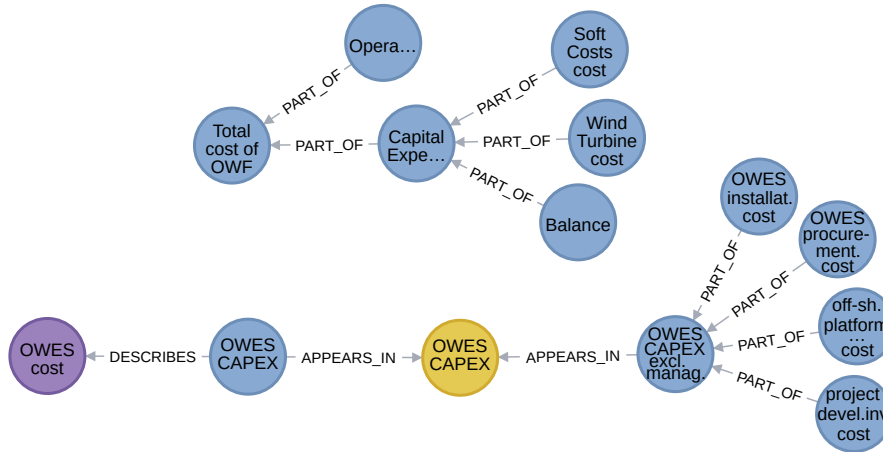 Opera…
PART_OF
Soft
Costs
cost
PART_OF
Total
cost of
OWF
PART_OF
Capital
Expe…
PART_OF
Wind
Turbine
cost
PART_OF
Balance
OWES
installat.
cost
PART_OF
OWES
procure-
ment.
cost
PART_OF
off-sh.
platform
…
cost
PART_OF
OWES
cost
DESCRIBES
OWES
CAPEX
APPEARS_IN
OWES
CAPEX
APPEARS_IN
OWES
CAPEX
excl.
manag.
PART_OF
project
devel.inv
cost